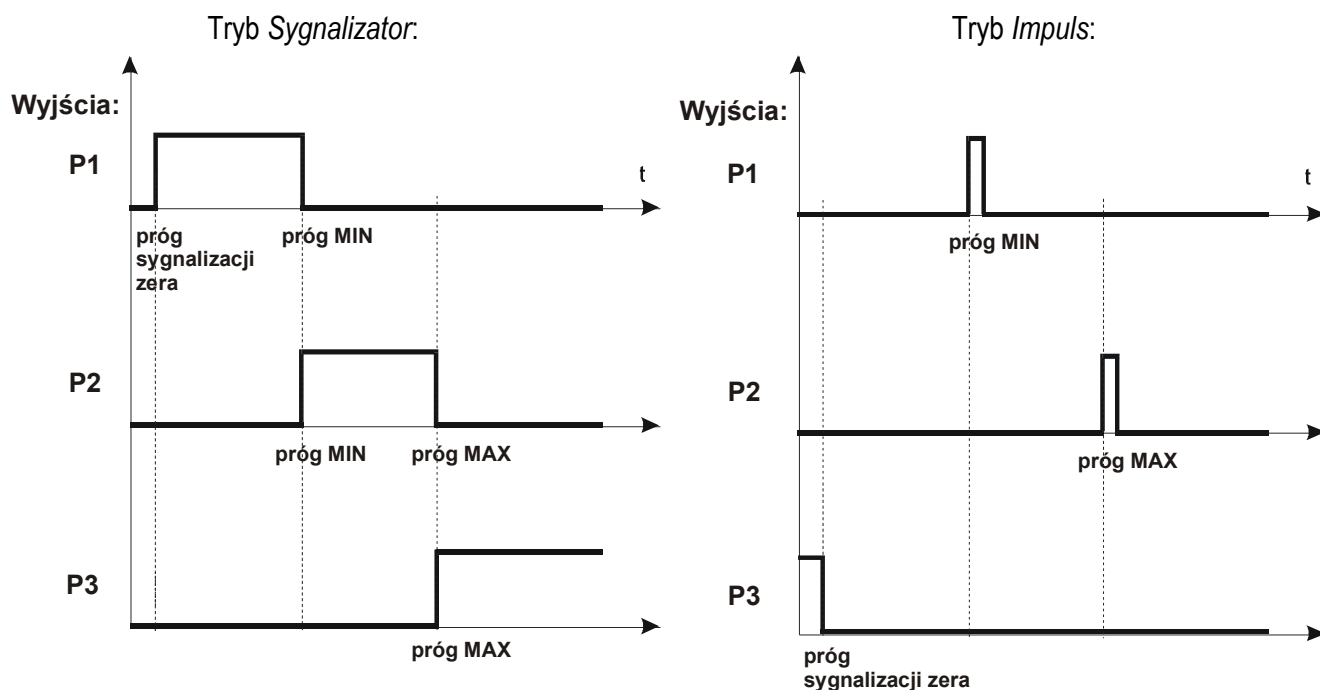 Tryb Sygnalizator:
Wyjścia:
P1
t
próg
sygnalizacji
zera
próg MIN
P2
próg MIN
próg MAX
P3
próg MAX
Tryb Impuls:
Wyjścia:
P1
t
próg MIN
P2
próg MAX
P3
próg
sygnalizacji zera